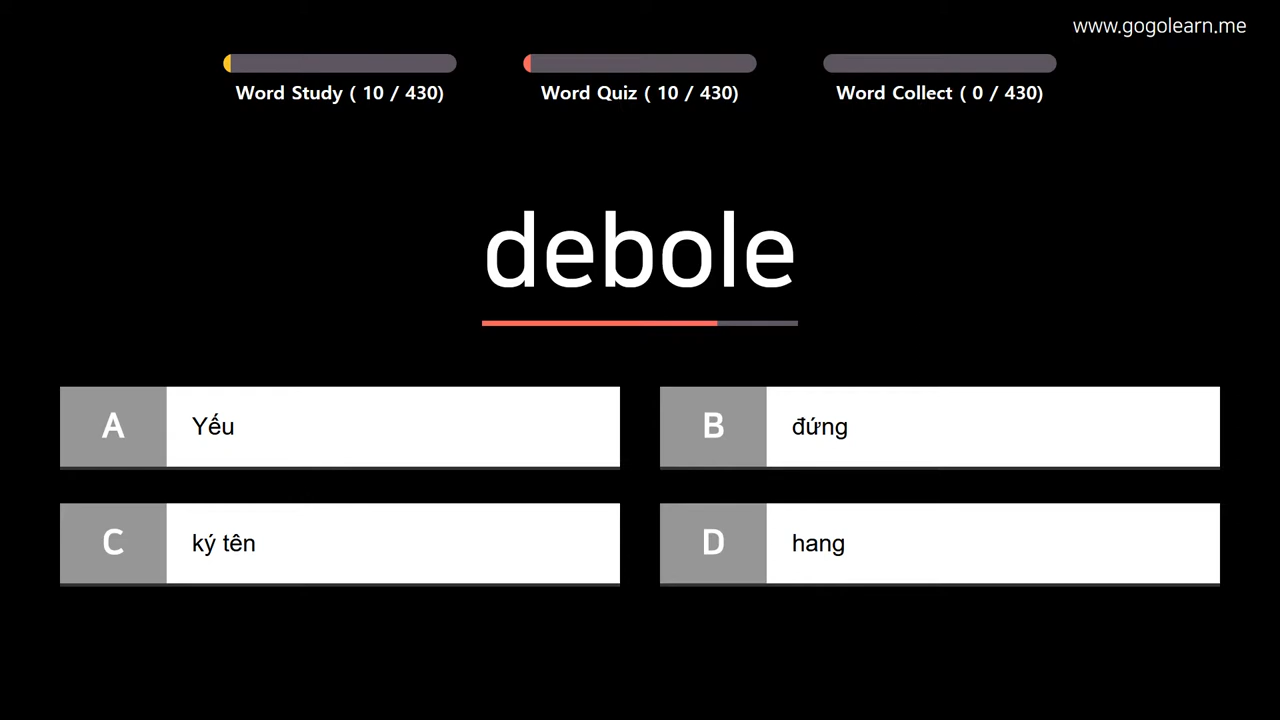 www.gogolearn.me
Word Study ( 10 / 430)
Word Quiz ( 10 / 430)
Word Collect ( 0 / 430)
debole
A Yếu
B đứng
C ký tên
D hang